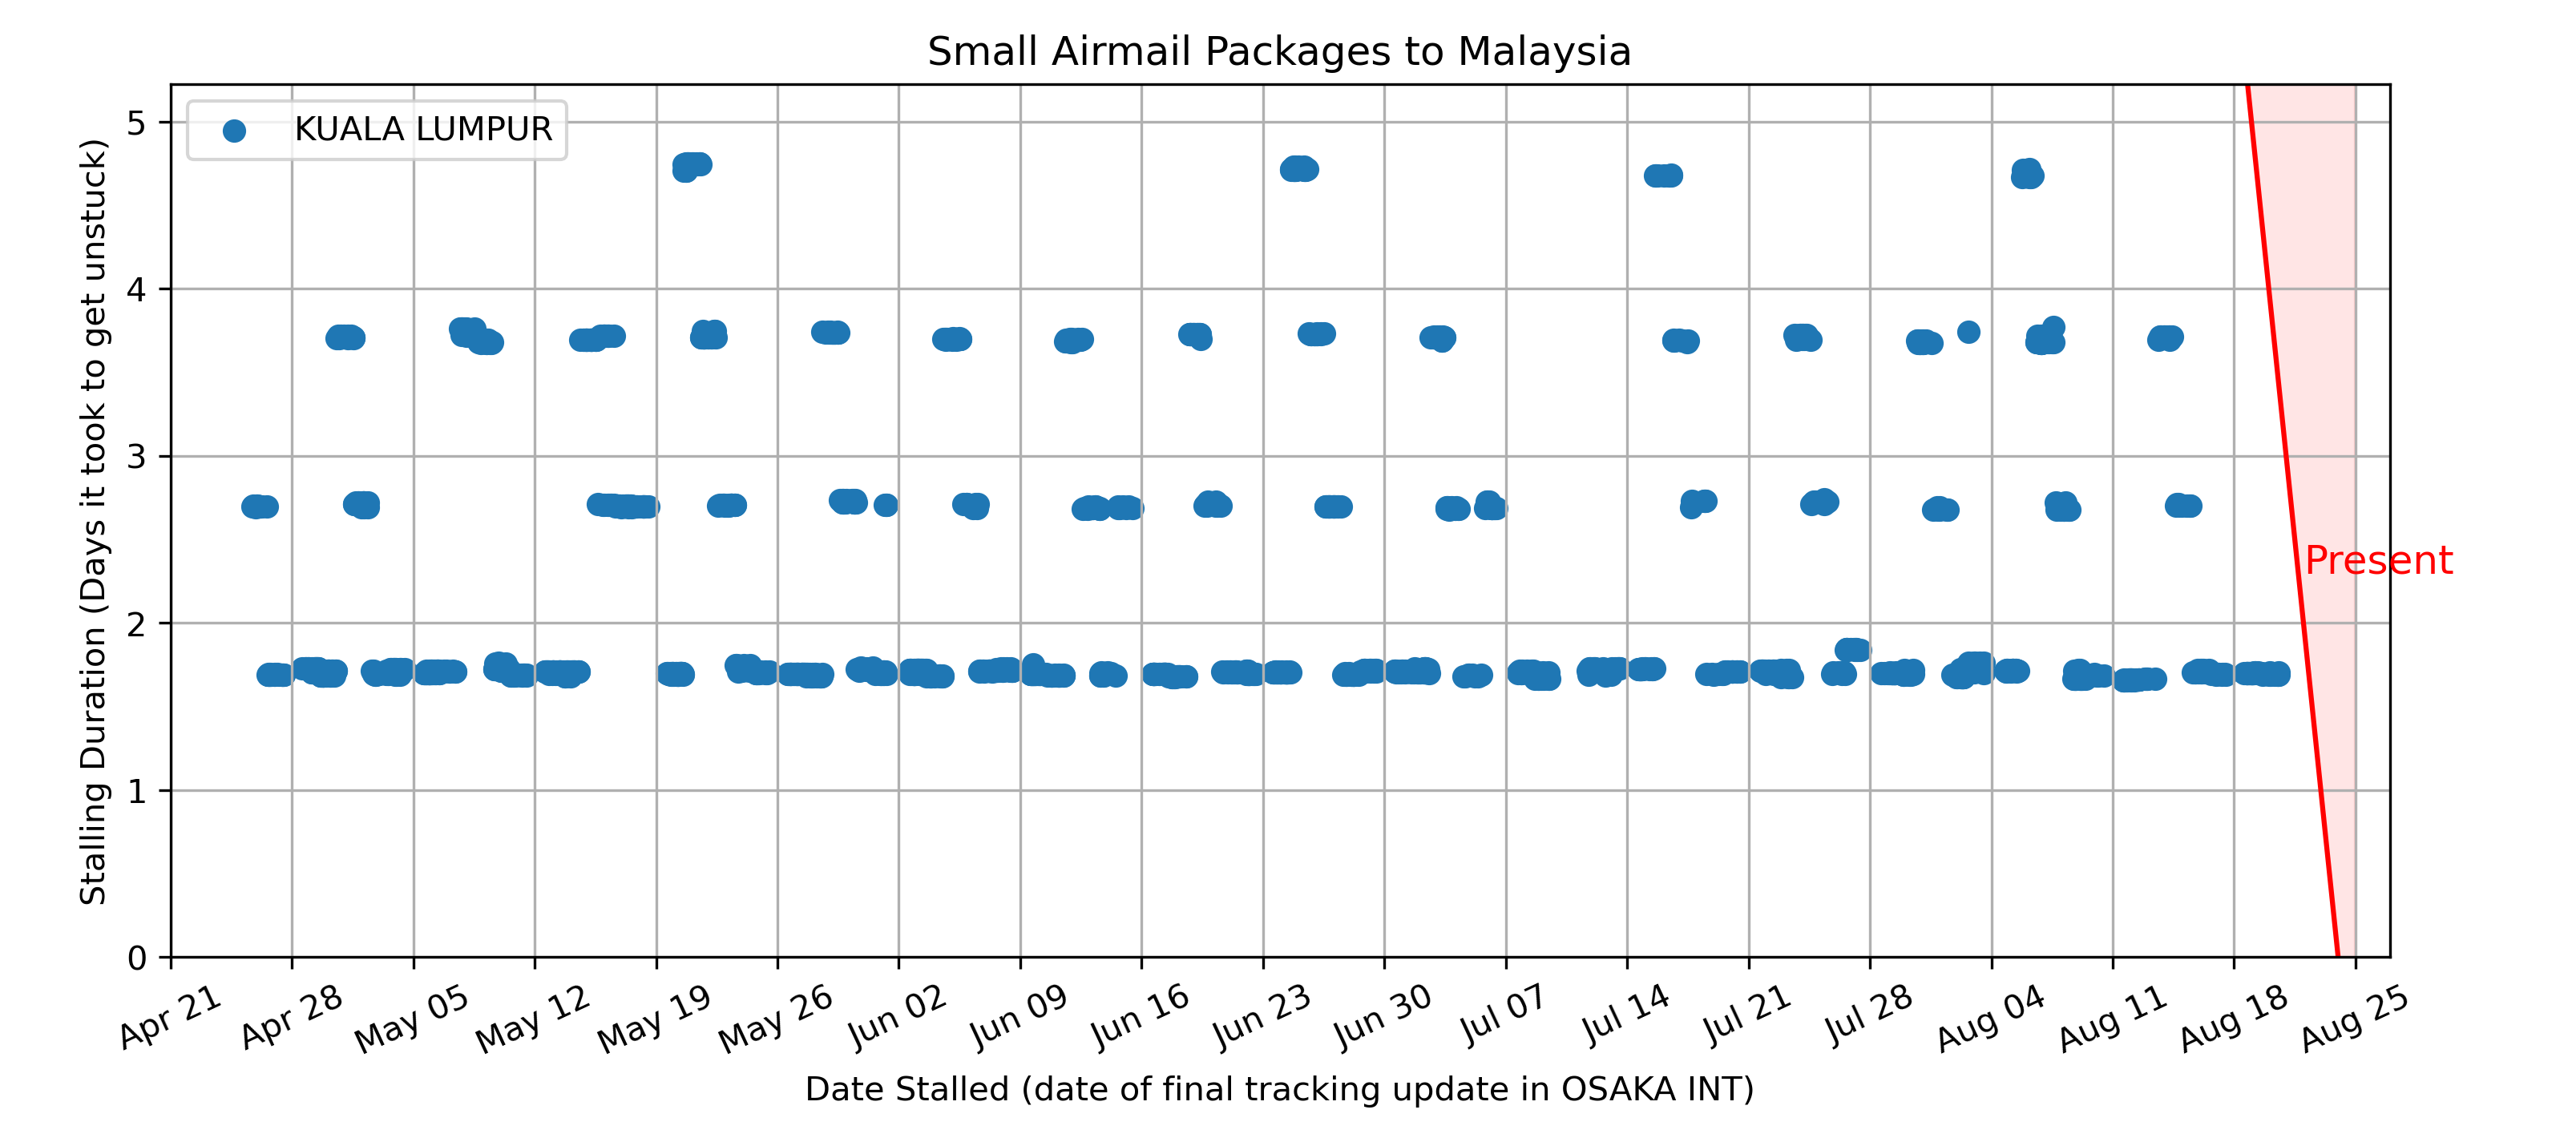 Small Airmail Packages to Malaysia
KUALA LUMPUR
Stalling Duration (Days it took to get unstuck)
5
4
3
2
1
0
Present
Apr 21
Apr 28
May 05
May 12
May 19
May 26
Jun 02
Jun 09
Jun 16
Jun 23
Jun 30
Jul 07
Jul 14
Jul 21
Jul 28
Aug 04
Aug 11
Aug 18
Aug 25
Date Stalled (date of final tracking update in OSAKA INT)